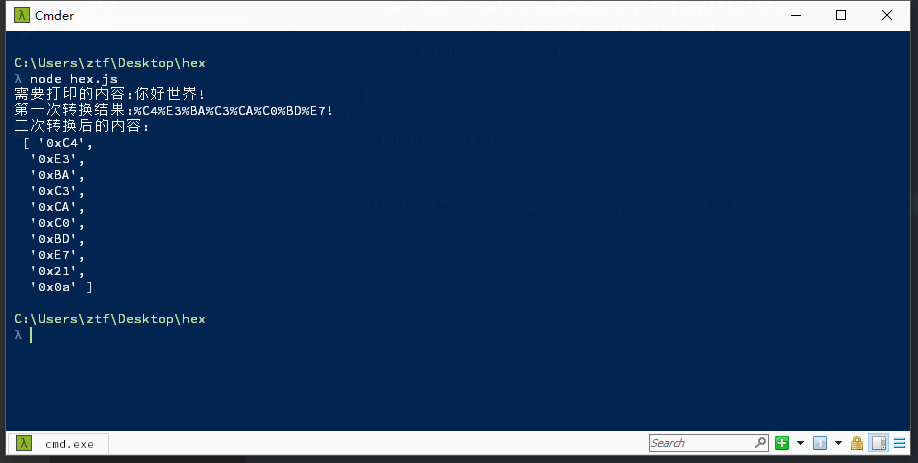 Cmder
C:\Users\ztf\Desktop\hex
λ node hex.js
需要打印的内容:你好世界!
第一次转换结果:%C4%E3%BA%C3%CA%C0%BD%E7!
二次转换后的内容:
[ '0xC4',
'0xE3',
'0xBA',
'0xC3',
'0xCA',
'0xC0',
'0xBD',
'0xE7',
'0x21',
'0x0a' ]
C:\Users\ztf\Desktop\hex
λ
cmd.exe
Search